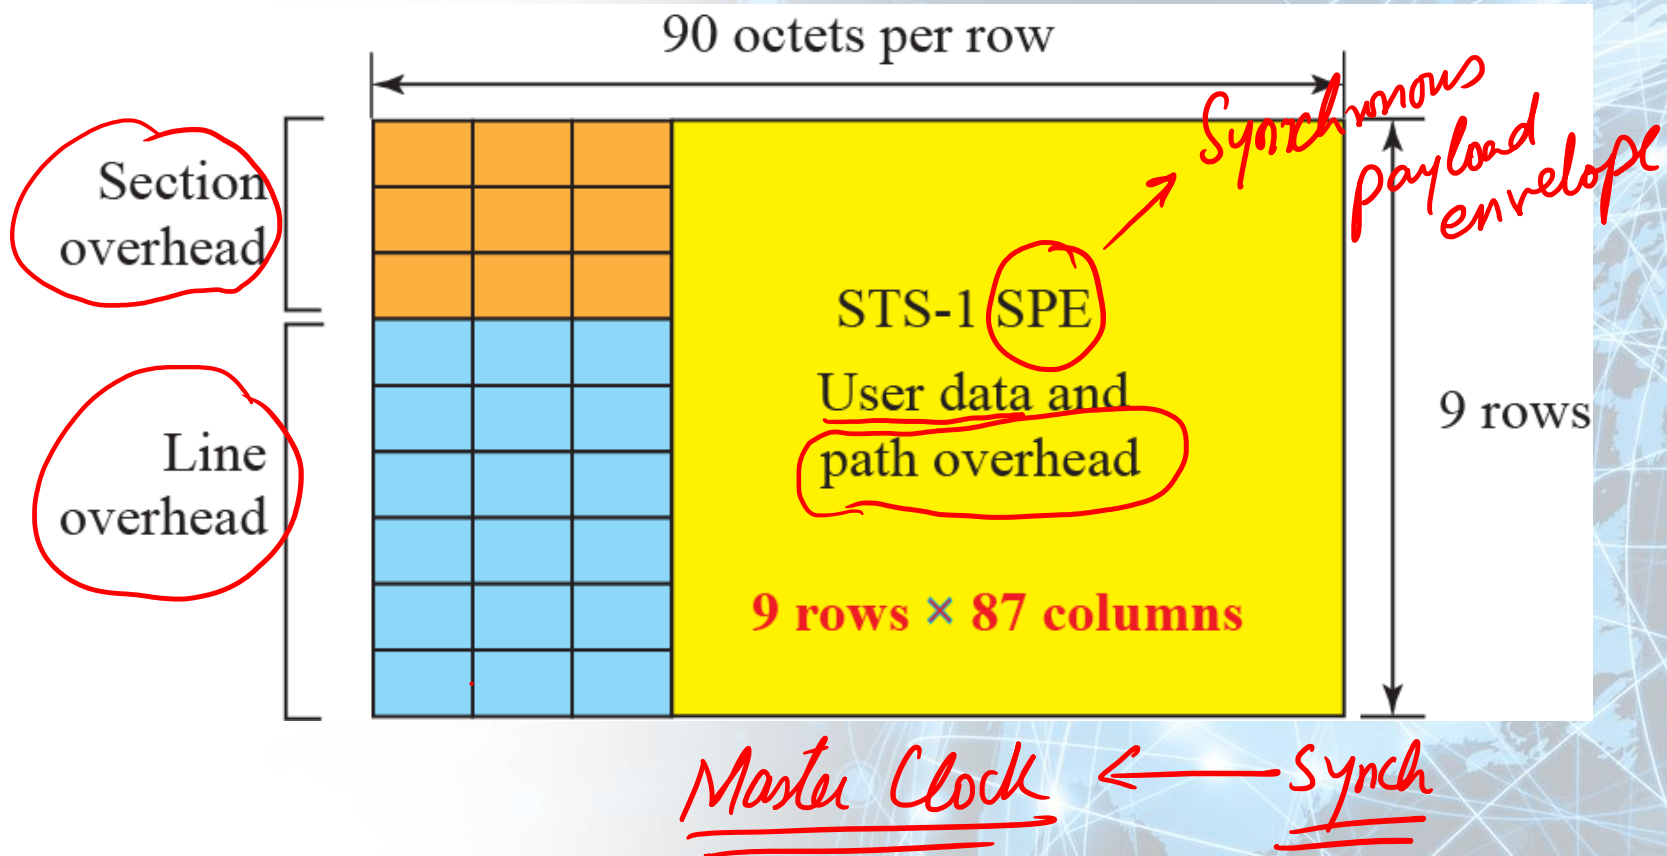 90 octets per row
Synchronous
payload
envelope
Section
overhead
STS-1 SPE
User data and
path overhead
9 rows
Line
overhead
9 rows × 87 columns
Master Clock ← Synch